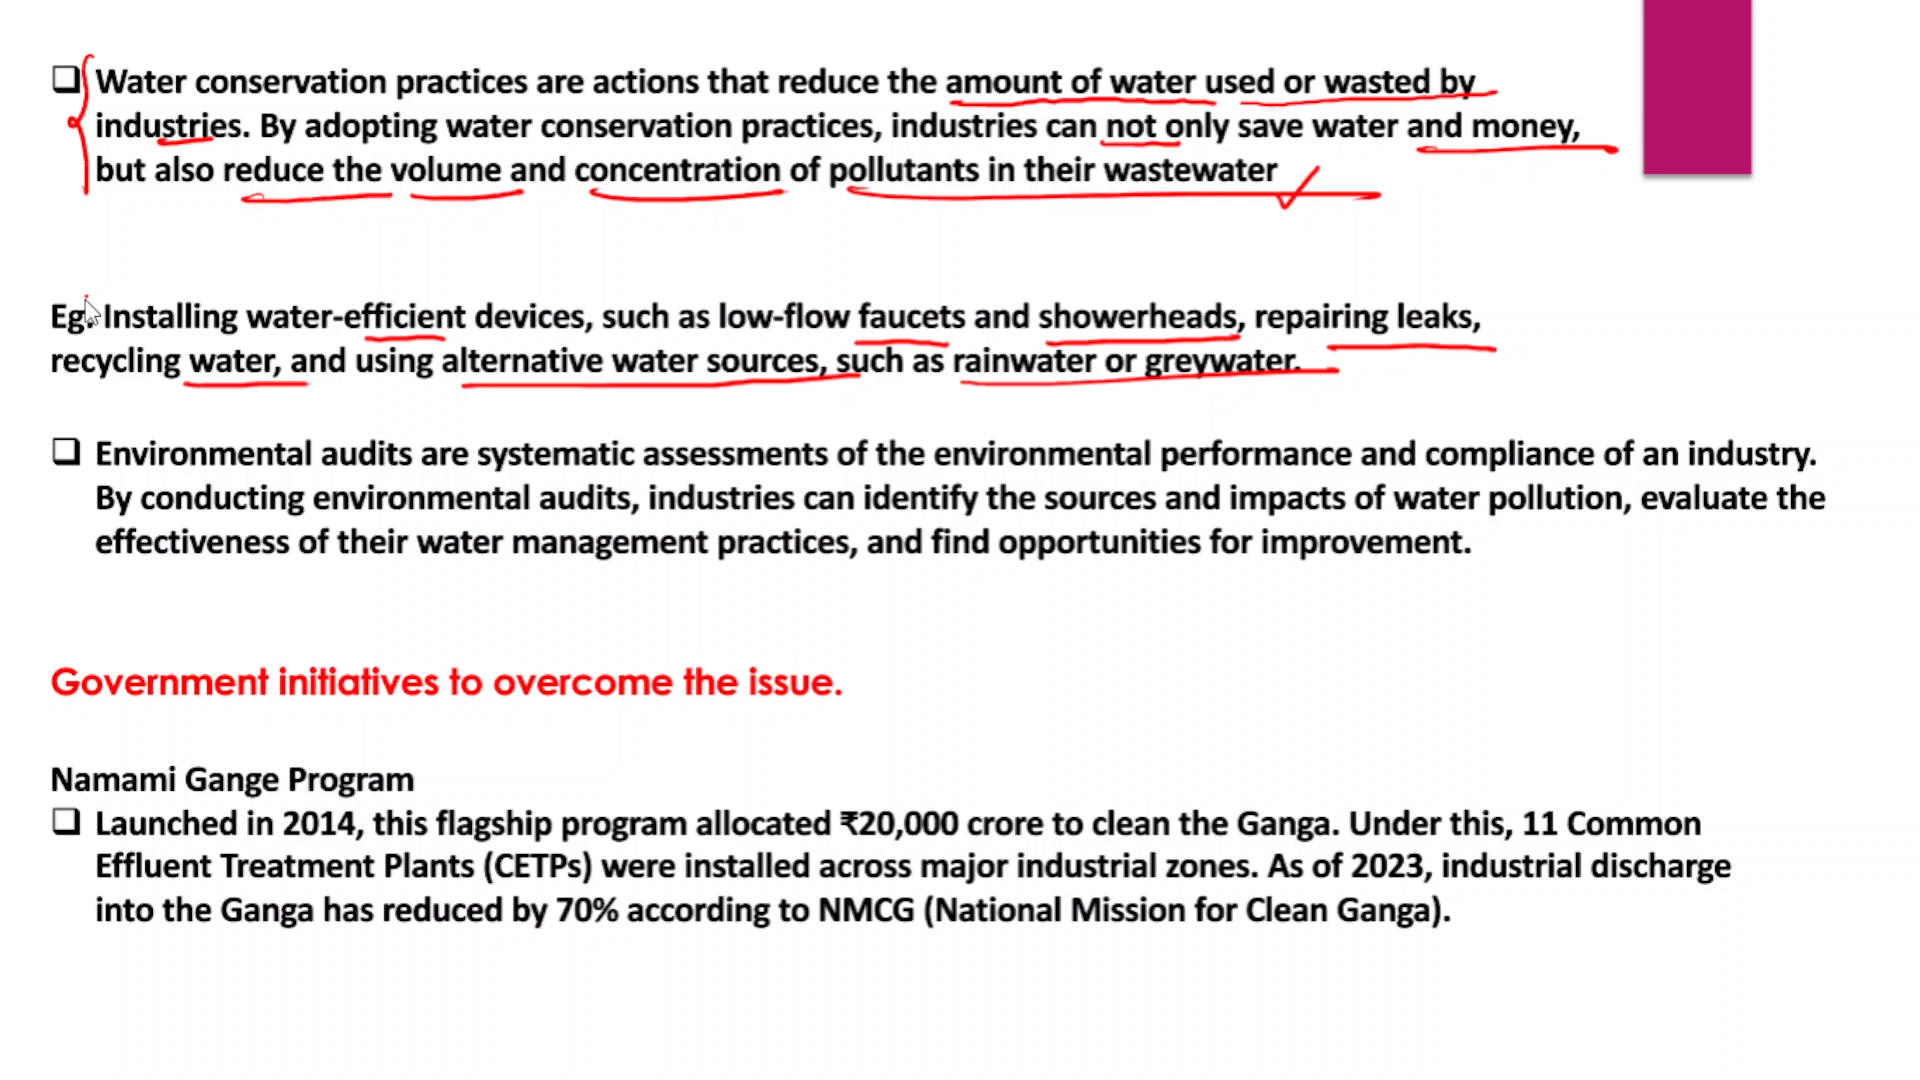 Water conservation practices are actions that reduce the amount of water used or wasted by
industries. By adopting water conservation practices, industries can not only save water and money,
but also reduce the volume and concentration of pollutants in their wastewater
Eg. Installing water-efficient devices, such as low-flow faucets and showerheads, repairing leaks,
recycling water, and using alternative water sources, such as rainwater or greywater.
Environmental audits are systematic assessments of the environmental performance and compliance of an industry.
By conducting environmental audits, industries can identify the sources and impacts of water pollution, evaluate the
effectiveness of their water management practices, and find opportunities for improvement.
Government initiatives to overcome the issue.
Namami Gange Program
Launched in 2014, this flagship program allocated ₹20,000 crore to clean the Ganga. Under this, 11 Common
Effluent Treatment Plants (CETPs) were installed across major industrial zones. As of 2023, industrial discharge
into the Ganga has reduced by 70% according to NMCG (National Mission for Clean Ganga).